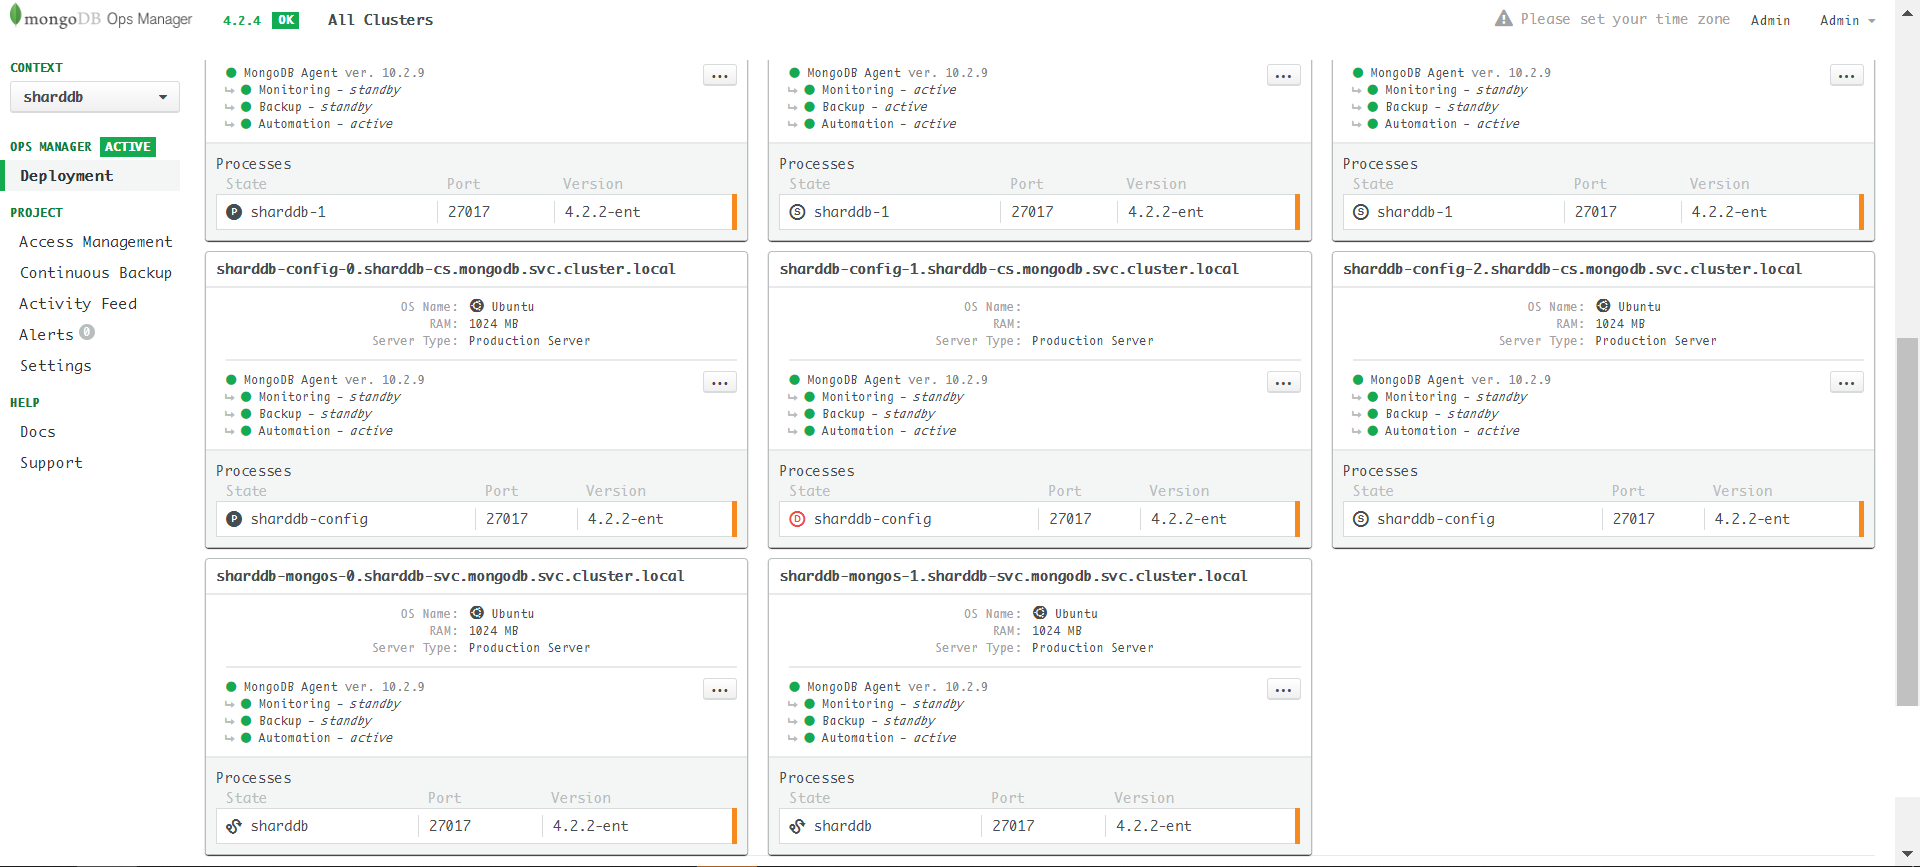 mongoDB Ops Manager 4.2.4 OK All Clusters Please set your time zone Admin Admin
CONTEXT
sharddb
OPS MANAGER ACTIVE
Deployment
PROJECT
Access Management
Continuous Backup
Activity Feed
Alerts 0
Settings
HELP
Docs
Support
MongoDB Agent ver. 10.2.9 ...
Monitoring - standby
Backup - standby
Automation - active
Processes
State Port Version
P sharddb-1 27017 4.2.2-ent
MongoDB Agent ver. 10.2.9 ...
Monitoring - active
Backup - active
Automation - active
Processes
State Port Version
S sharddb-1 27017 4.2.2-ent
MongoDB Agent ver. 10.2.9 ...
Monitoring - standby
Backup - standby
Automation - active
Processes
State Port Version
S sharddb-1 27017 4.2.2-ent
sharddb-config-0.sharddb-cs.mongodb.svc.cluster.local
OS Name: Ubuntu
RAM: 1024 MB
Server Type: Production Server
MongoDB Agent ver. 10.2.9 ...
Monitoring - standby
Backup - standby
Automation - active
Processes
State Port Version
P sharddb-config 27017 4.2.2-ent
sharddb-config-1.sharddb-cs.mongodb.svc.cluster.local
OS Name:
RAM:
Server Type: Production Server
MongoDB Agent ver. 10.2.9 ...
Monitoring - standby
Backup - standby
Automation - active
Processes
State Port Version
D sharddb-config 27017 4.2.2-ent
sharddb-config-2.sharddb-cs.mongodb.svc.cluster.local
OS Name: Ubuntu
RAM: 1024 MB
Server Type: Production Server
MongoDB Agent ver. 10.2.9 ...
Monitoring - standby
Backup - standby
Automation - active
Processes
State Port Version
S sharddb-config 27017 4.2.2-ent
sharddb-mongos-0.sharddb-svc.mongodb.svc.cluster.local
OS Name: Ubuntu
RAM: 1024 MB
Server Type: Production Server
MongoDB Agent ver. 10.2.9 ...
Monitoring - standby
Backup - standby
Automation - active
Processes
State Port Version
sharddb 27017 4.2.2-ent
sharddb-mongos-1.sharddb-svc.mongodb.svc.cluster.local
OS Name: Ubuntu
RAM: 1024 MB
Server Type: Production Server
MongoDB Agent ver. 10.2.9 ...
Monitoring - standby
Backup - standby
Automation - active
Processes
State Port Version
sharddb 27017 4.2.2-ent